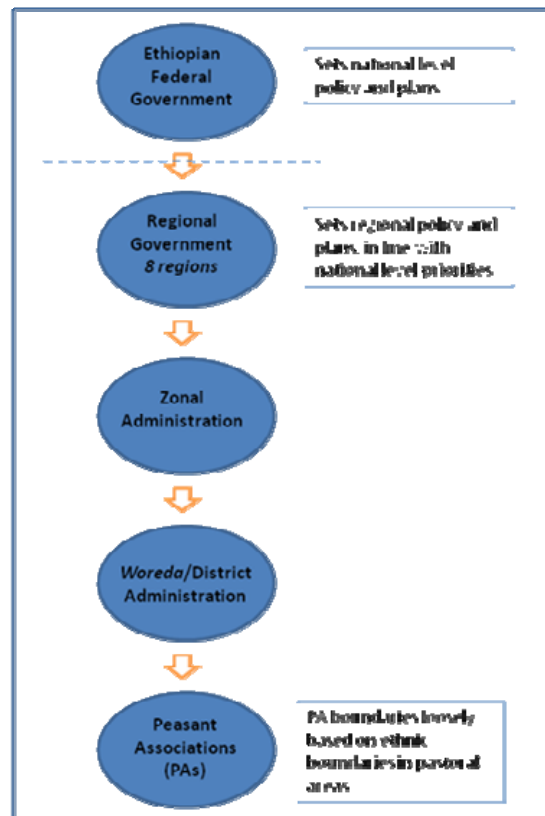 Ethiopian
Federal
Government
Sets national level
policy and plans
Regional
Government
8 regions
Sets regional policy and
plans, in line with
national level priorities
Zonal
Administration
Woreda/District
Administration
Peasant
Associations
(PAs)
PA boundaries loosely
based on ethnic
boundaries in pastoral
areas